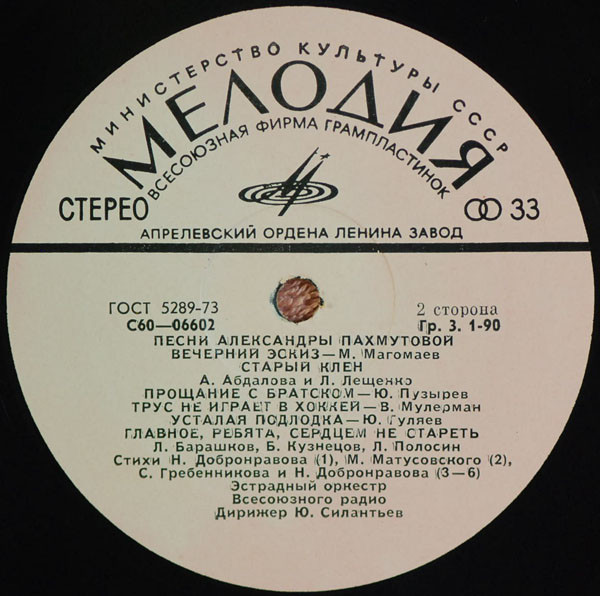 МИНИСТЕРСТВО КУЛЬТУРЫ СССР
МЕЛОДИЯ
ВСЕСОЮЗНАЯ ФИРМА ГРАМПЛАСТИНОК
СТЕРЕО 33
АПРЕЛЕВСКИЙ ОРДЕНА ЛЕНИНА ЗАВОД
ГОСТ 5289-73 2 сторона
С60—06602 Гр. 3. 1-90
ПЕСНИ АЛЕКСАНДРЫ ПАХМУТОВОЙ
ВЕЧЕРНИЙ ЭСКИЗ—М. Магомаев
СТАРЫЙ КЛЕН
А. Абдалова и Л. Лещенко
ПРОЩАНИЕ С БРАТСКОМ—Ю. Пузырев
ТРУС НЕ ИГРАЕТ В ХОККЕЙ—В. Мулерман
УСТАЛАЯ ПОДЛОДКА—Ю. Гуляев
ГЛАВНОЕ, РЕБЯТА, СЕРДЦЕМ НЕ СТАРЕТЬ
Л. Барашков, Б. Кузнецов, Л. Полосин
Стихи Н. Добронравова (1), М. Матусовского (2),
С. Гребенникова и Н. Добронравова (3—6)
Эстрадный оркестр
Всесоюзного радио
Дирижер Ю. Силантьев